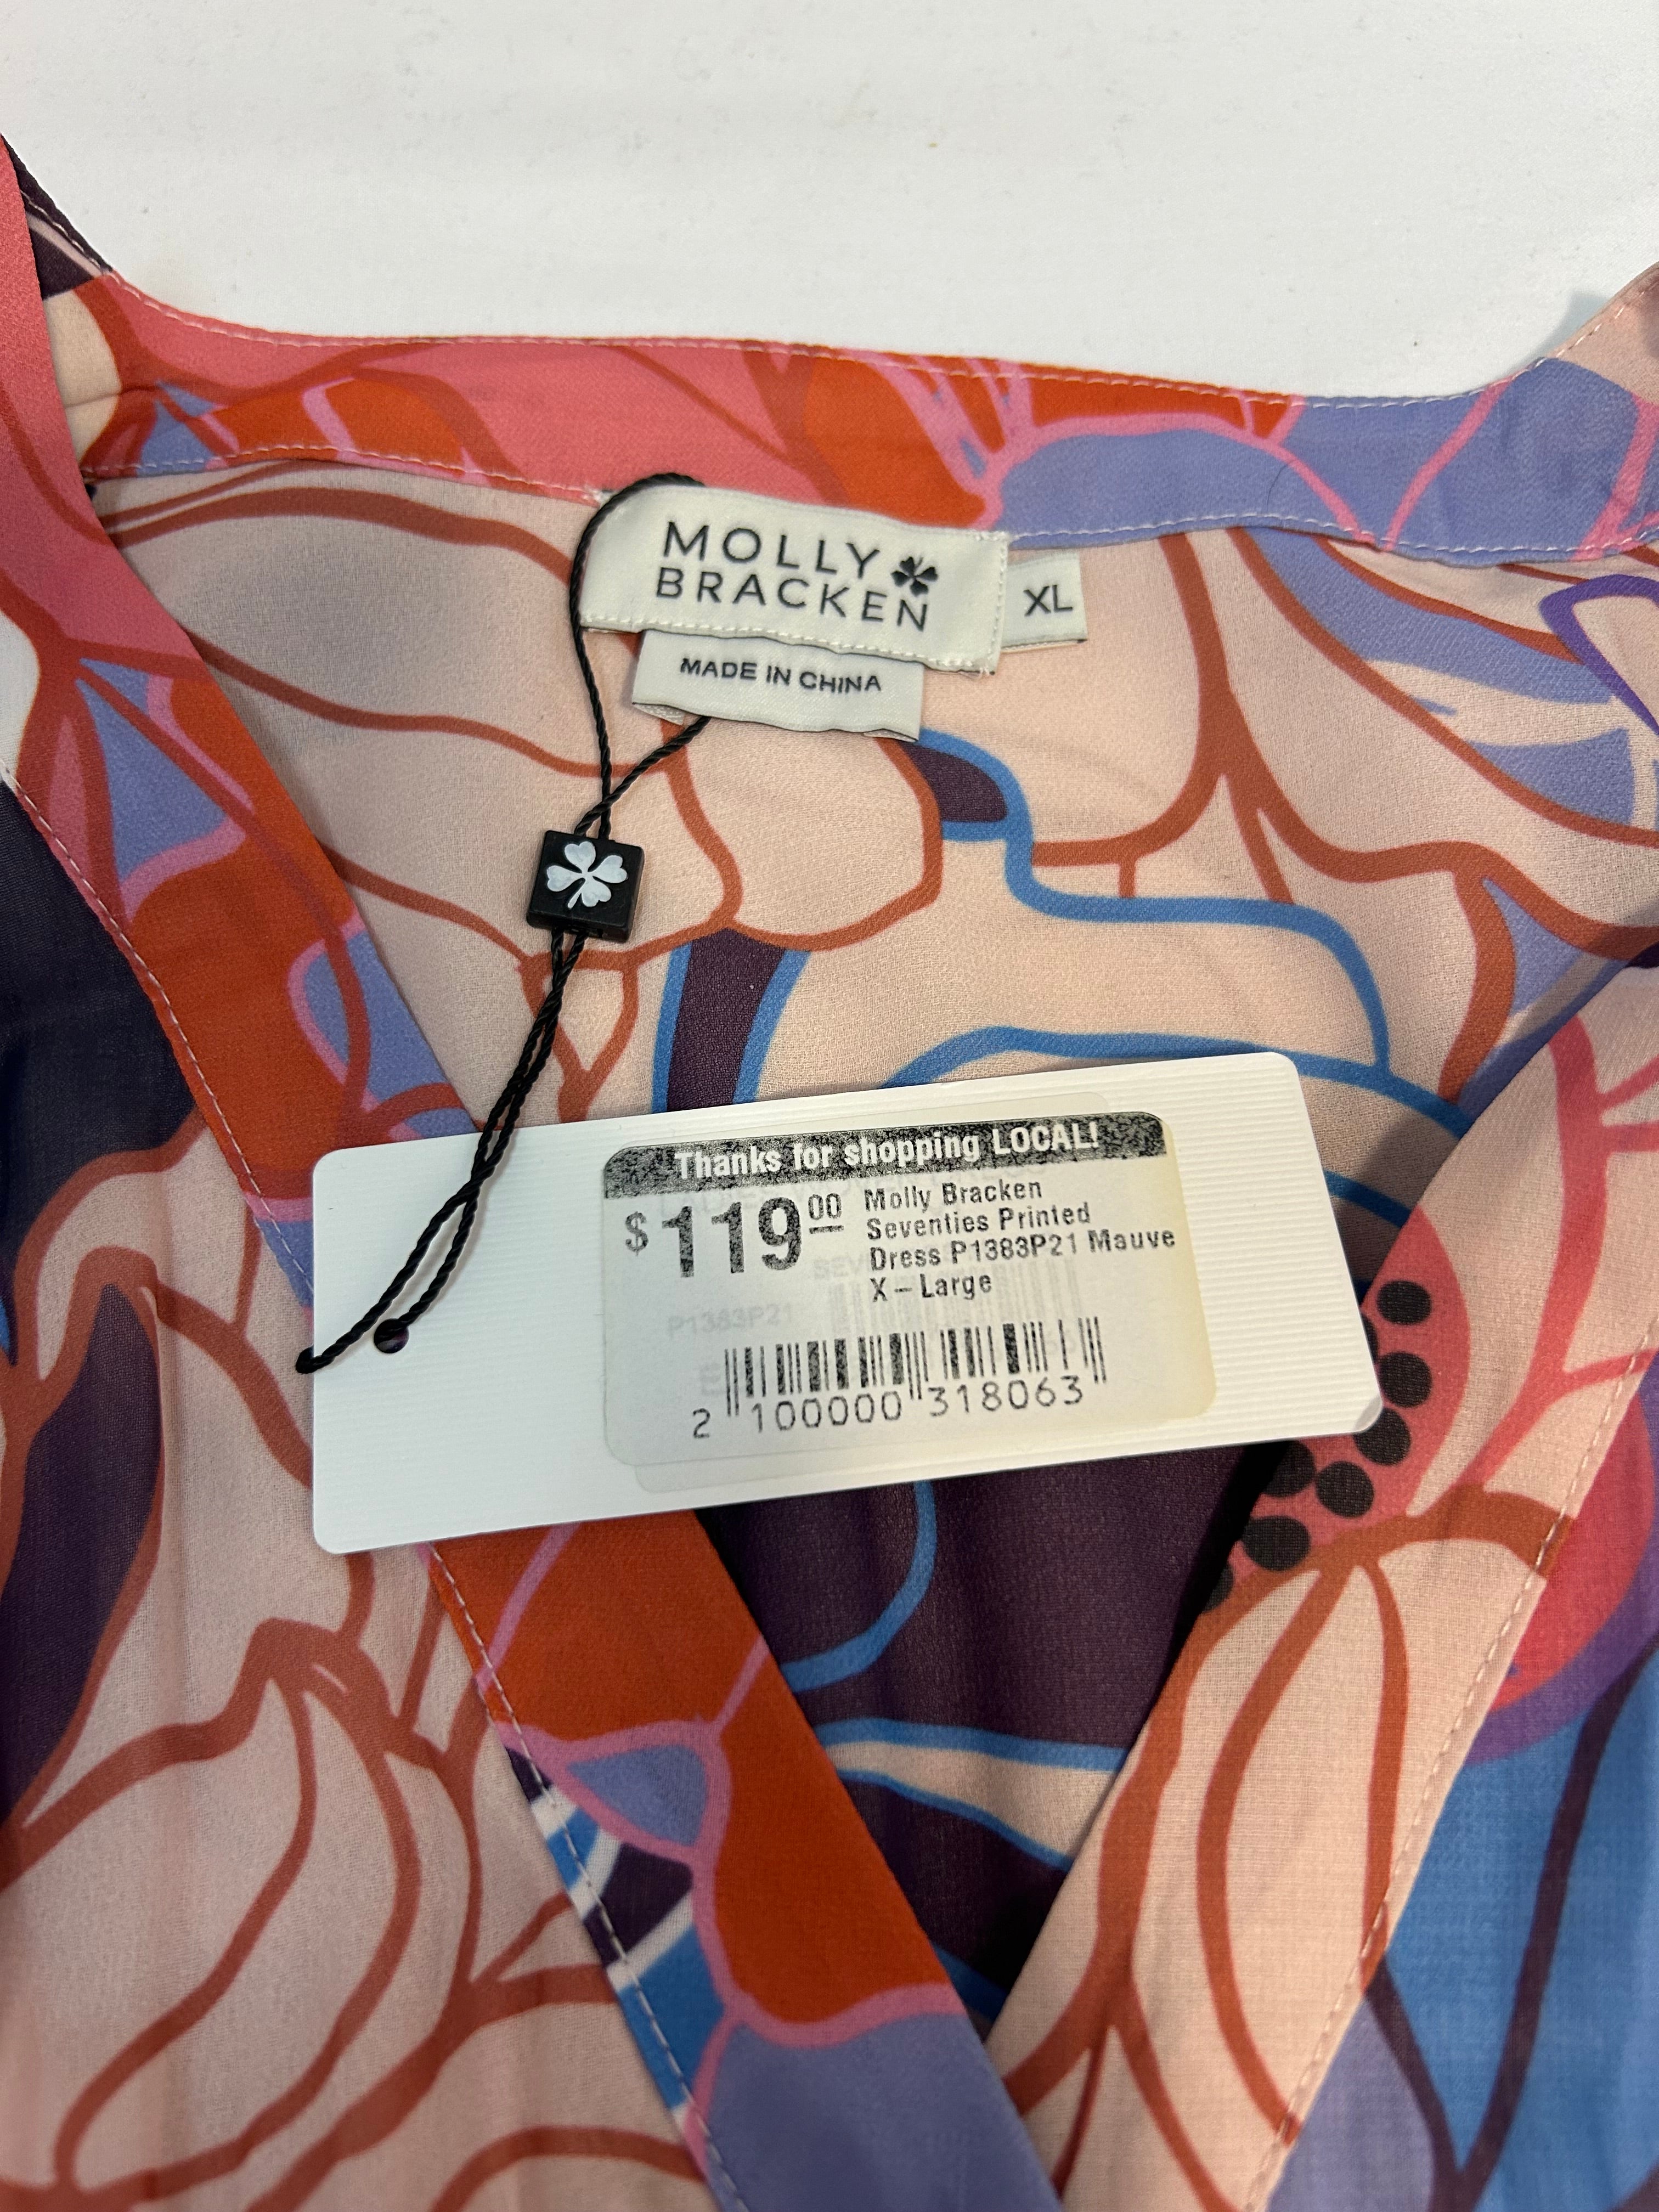 MOLLY
BRACKEN
XL
MADE IN CHINA
Thanks for shopping LOCAL!
$119.00
Molly Bracken
Seventies Printed
Dress P1383P21 Mauve
X-Large
P1383P21
2 100000 318063